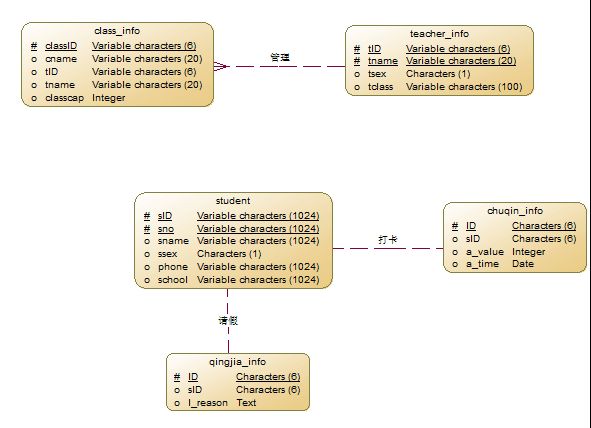 class_info
# classID Variable characters (6)
o cname Variable characters (20)
o tID Variable characters (6)
o tname Variable characters (20)
o classcap Integer
管理
teacher_info
# tID Variable characters (6)
# tname Variable characters (20)
o tsex Characters (1)
o tclass Variable characters (100)
student
# sID Variable characters (1024)
# sno Variable characters (1024)
o sname Variable characters (1024)
o ssex Characters (1)
o phone Variable characters (1024)
o school Variable characters (1024)
打卡
chuqin_info
# ID Characters (6)
o sID Characters (6)
o a_value Integer
o a_time Date
请假
qingjia_info
# ID Characters (6)
o sID Characters (6)
o l_reason Text